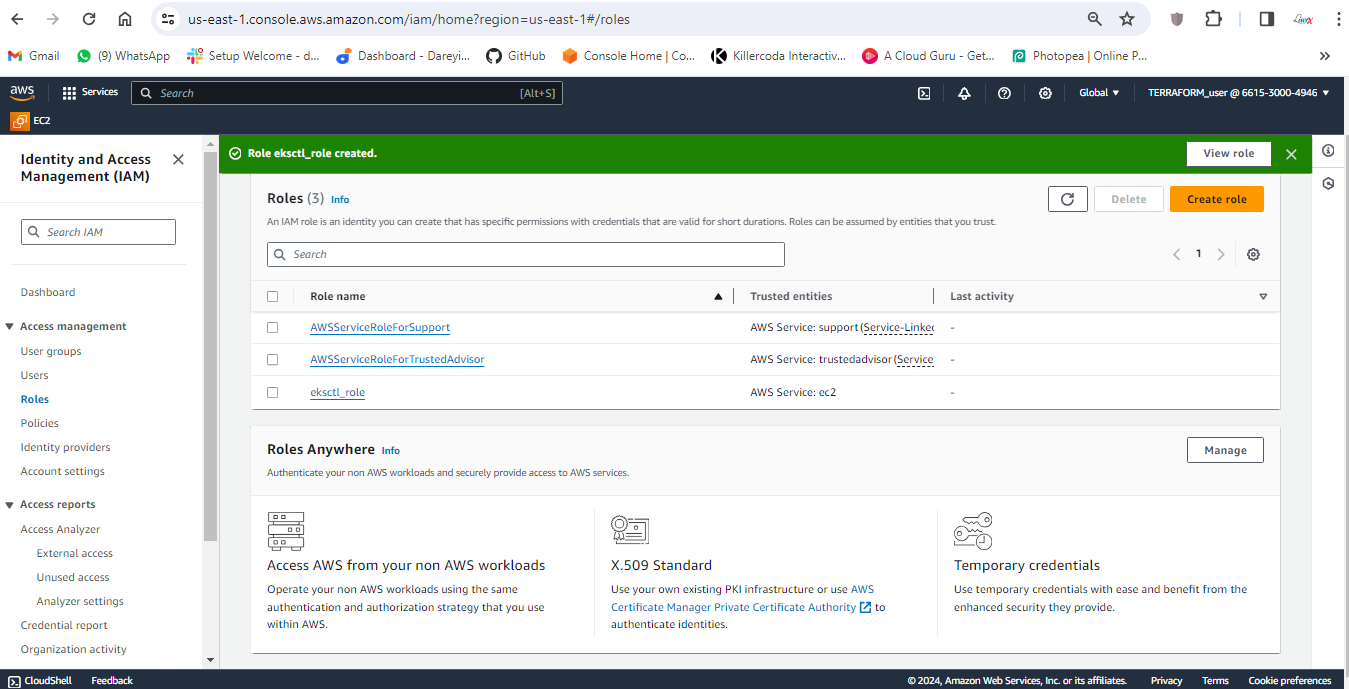 us-east-1.console.aws.amazon.com/iam/home?region=us-east-1#/roles
Gmail
(9) WhatsApp
Setup Welcome - d...
Dashboard - Dareyi...
GitHub
Console Home | Co...
Killercoda Interactiv...
A Cloud Guru - Get...
Photopea | Online P...
aws
Services
Search
[Alt+S]
Global
TERRAFORM_user @ 6615-3000-4946
EC2
Identity and Access
Management (IAM)
Search IAM
Dashboard
Access management
User groups
Users
Roles
Policies
Identity providers
Account settings
Access reports
Access Analyzer
External access
Unused access
Analyzer settings
Credential report
Organization activity
Role eksctl_role created.
View role
Roles (3) Info
Delete
Create role
An IAM role is an identity you can create that has specific permissions with credentials that are valid for short durations. Roles can be assumed by entities that you trust.
Search
1
Role name
Trusted entities
Last activity
AWSServiceRoleForSupport
AWS Service: support (Service-Linked
-
AWSServiceRoleForTrustedAdvisor
AWS Service: trustedadvisor (Service
-
eksctl_role
AWS Service: ec2
-
Roles Anywhere Info
Manage
Authenticate your non AWS workloads and securely provide access to AWS services.
Access AWS from your non AWS workloads
Operate your non AWS workloads using the same
authentication and authorization strategy that you use
within AWS.
X.509 Standard
Use your own existing PKI infrastructure or use AWS
Certificate Manager Private Certificate Authority to
authenticate identities.
Temporary credentials
Use temporary credentials with ease and benefit from the
enhanced security they provide.
CloudShell
Feedback
© 2024, Amazon Web Services, Inc. or its affiliates.
Privacy
Terms
Cookie preferences